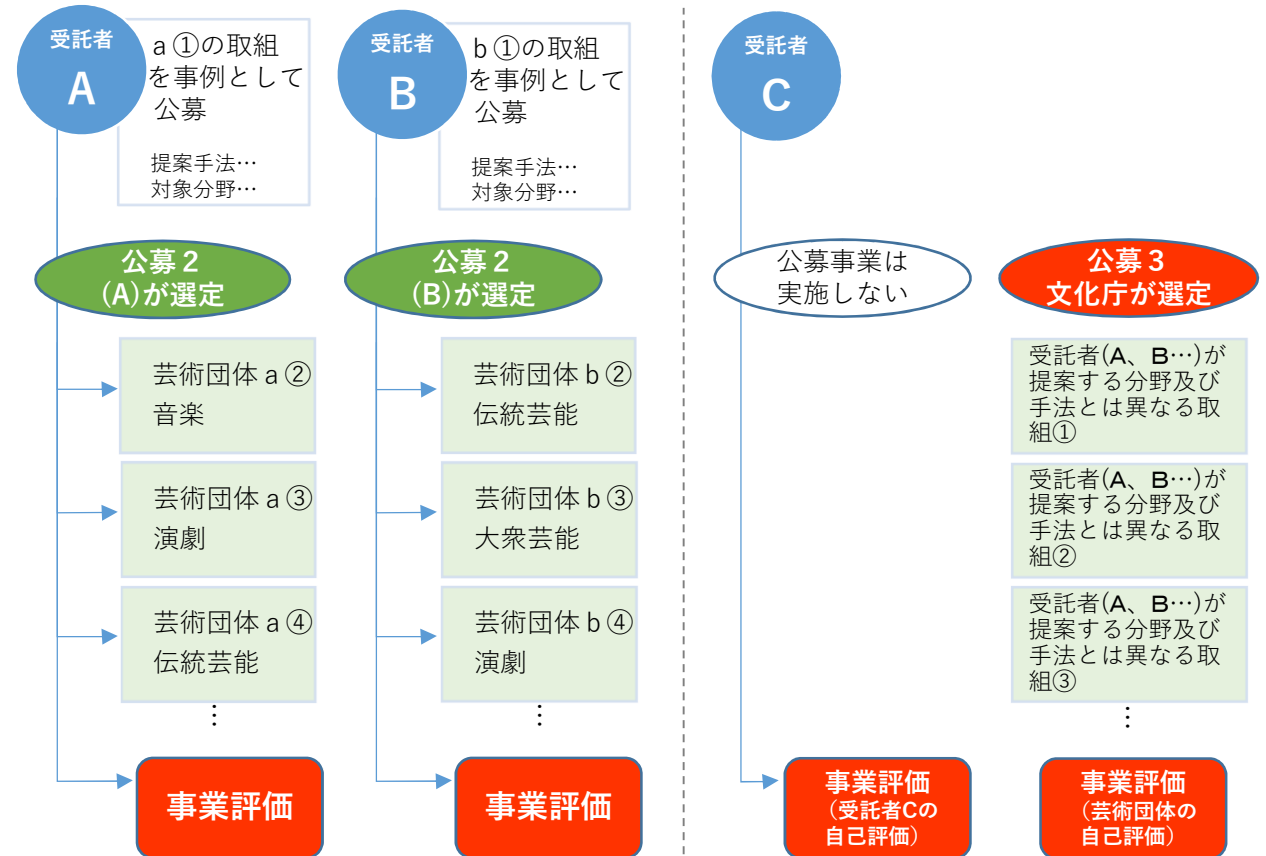 受託者
A
a①の取組
を事例として
公募
提案手法…
対象分野…
公募２
(A)が選定
芸術団体a②
音楽
芸術団体a③
演劇
芸術団体a④
伝統芸能
⋮
事業評価
受託者
B
b①の取組
を事例として
公募
提案手法…
対象分野…
公募２
(B)が選定
芸術団体b②
伝統芸能
芸術団体b③
大衆芸能
芸術団体b④
演劇
⋮
事業評価
受託者
C
公募事業は
実施しない
事業評価
（受託者Cの
自己評価）
公募３
文化庁が選定
受託者(A、B…)が
提案する分野及び
手法とは異なる取
組①
受託者(A、B…)が
提案する分野及び
手法とは異なる取
組②
受託者(A、B…)が
提案する分野及び
手法とは異なる取
組③
⋮
事業評価
（芸術団体の
自己評価）